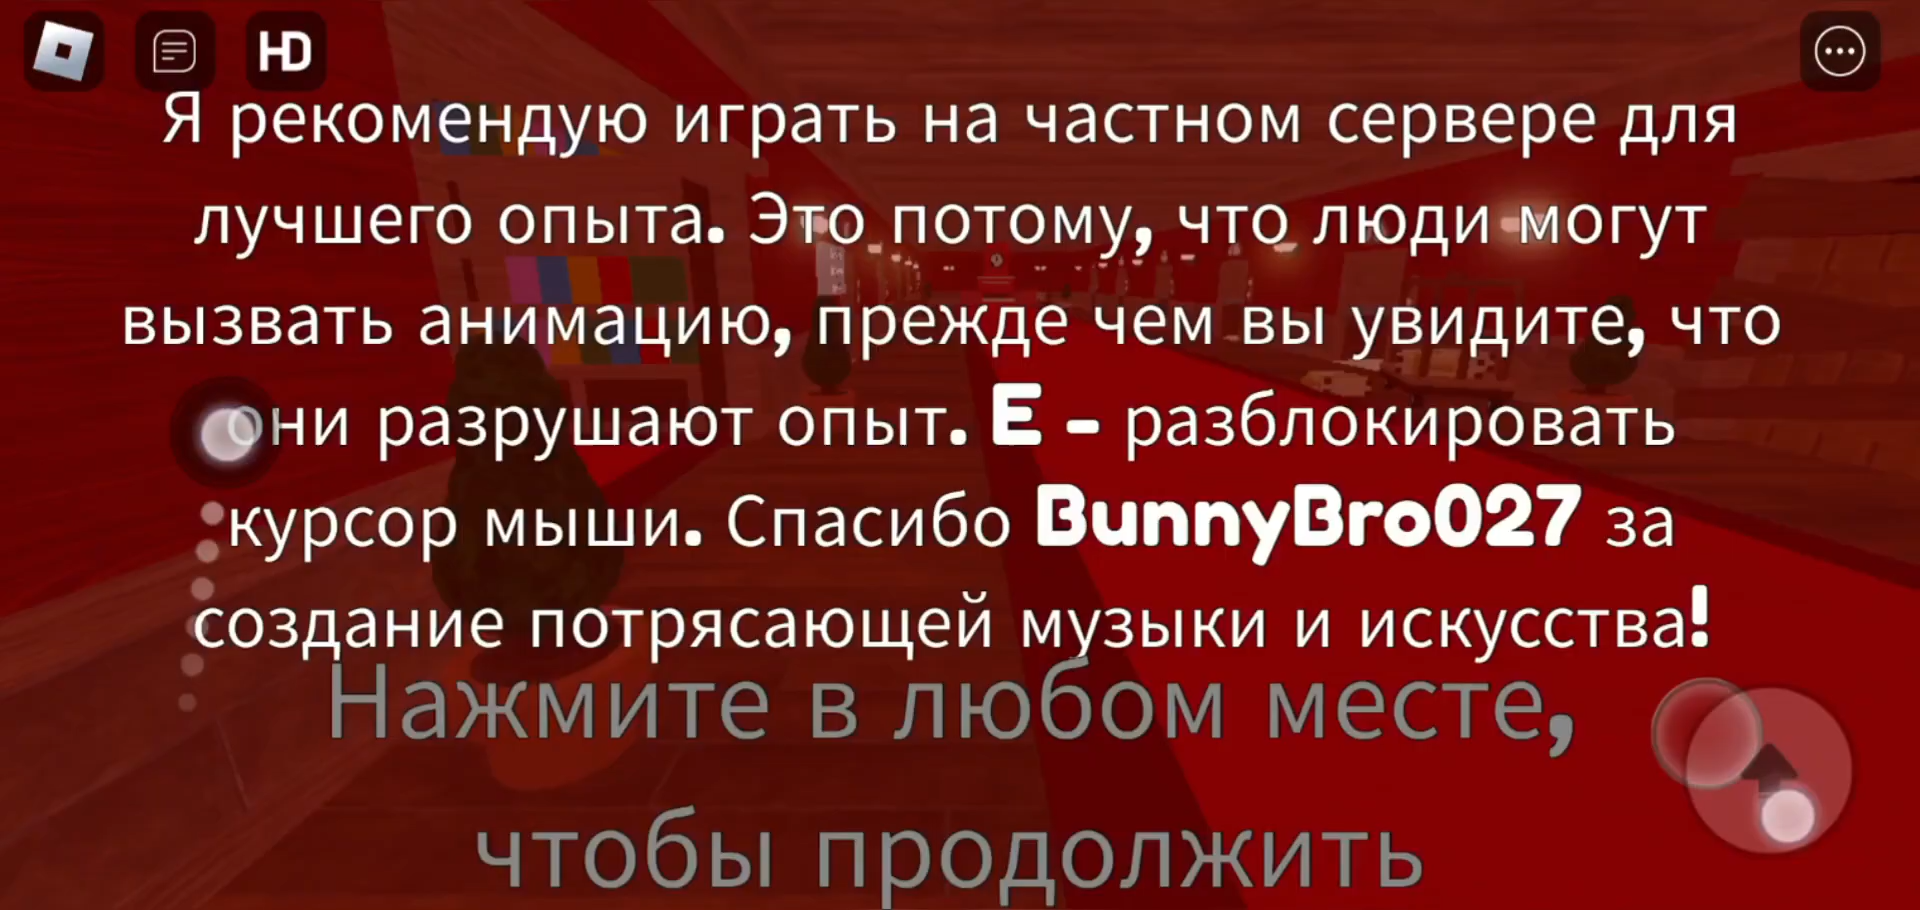 HD
Я рекомендую играть на частном сервере для
лучшего опыта. Это потому, что люди могут
вызвать анимацию, прежде чем вы увидите, что
они разрушают опыт. E - разблокировать
курсор мыши. Спасибо BunnyBro027 за
создание потрясающей музыки и искусства!
Нажмите в любом месте,
чтобы продолжить